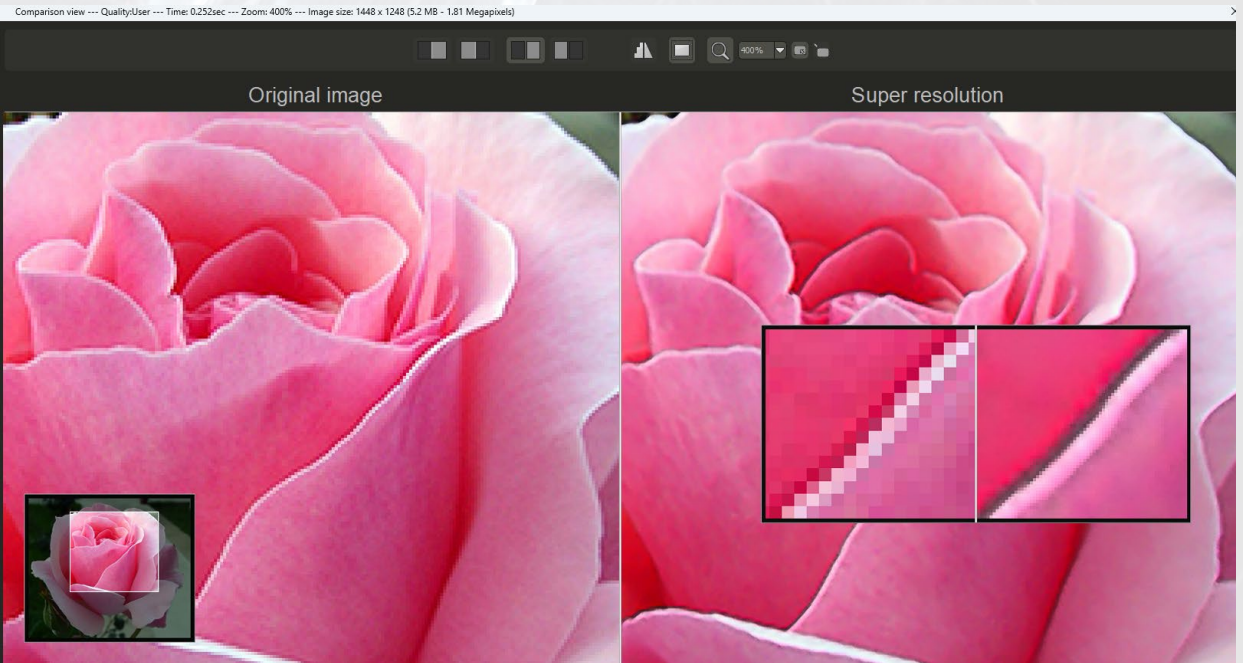 Comparison view --- Quality:User --- Time: 0.252sec --- Zoom: 400% --- Image size: 1448 x 1248 (5.2 MB - 1.81 Megapixels)
400%
Original image
Super resolution